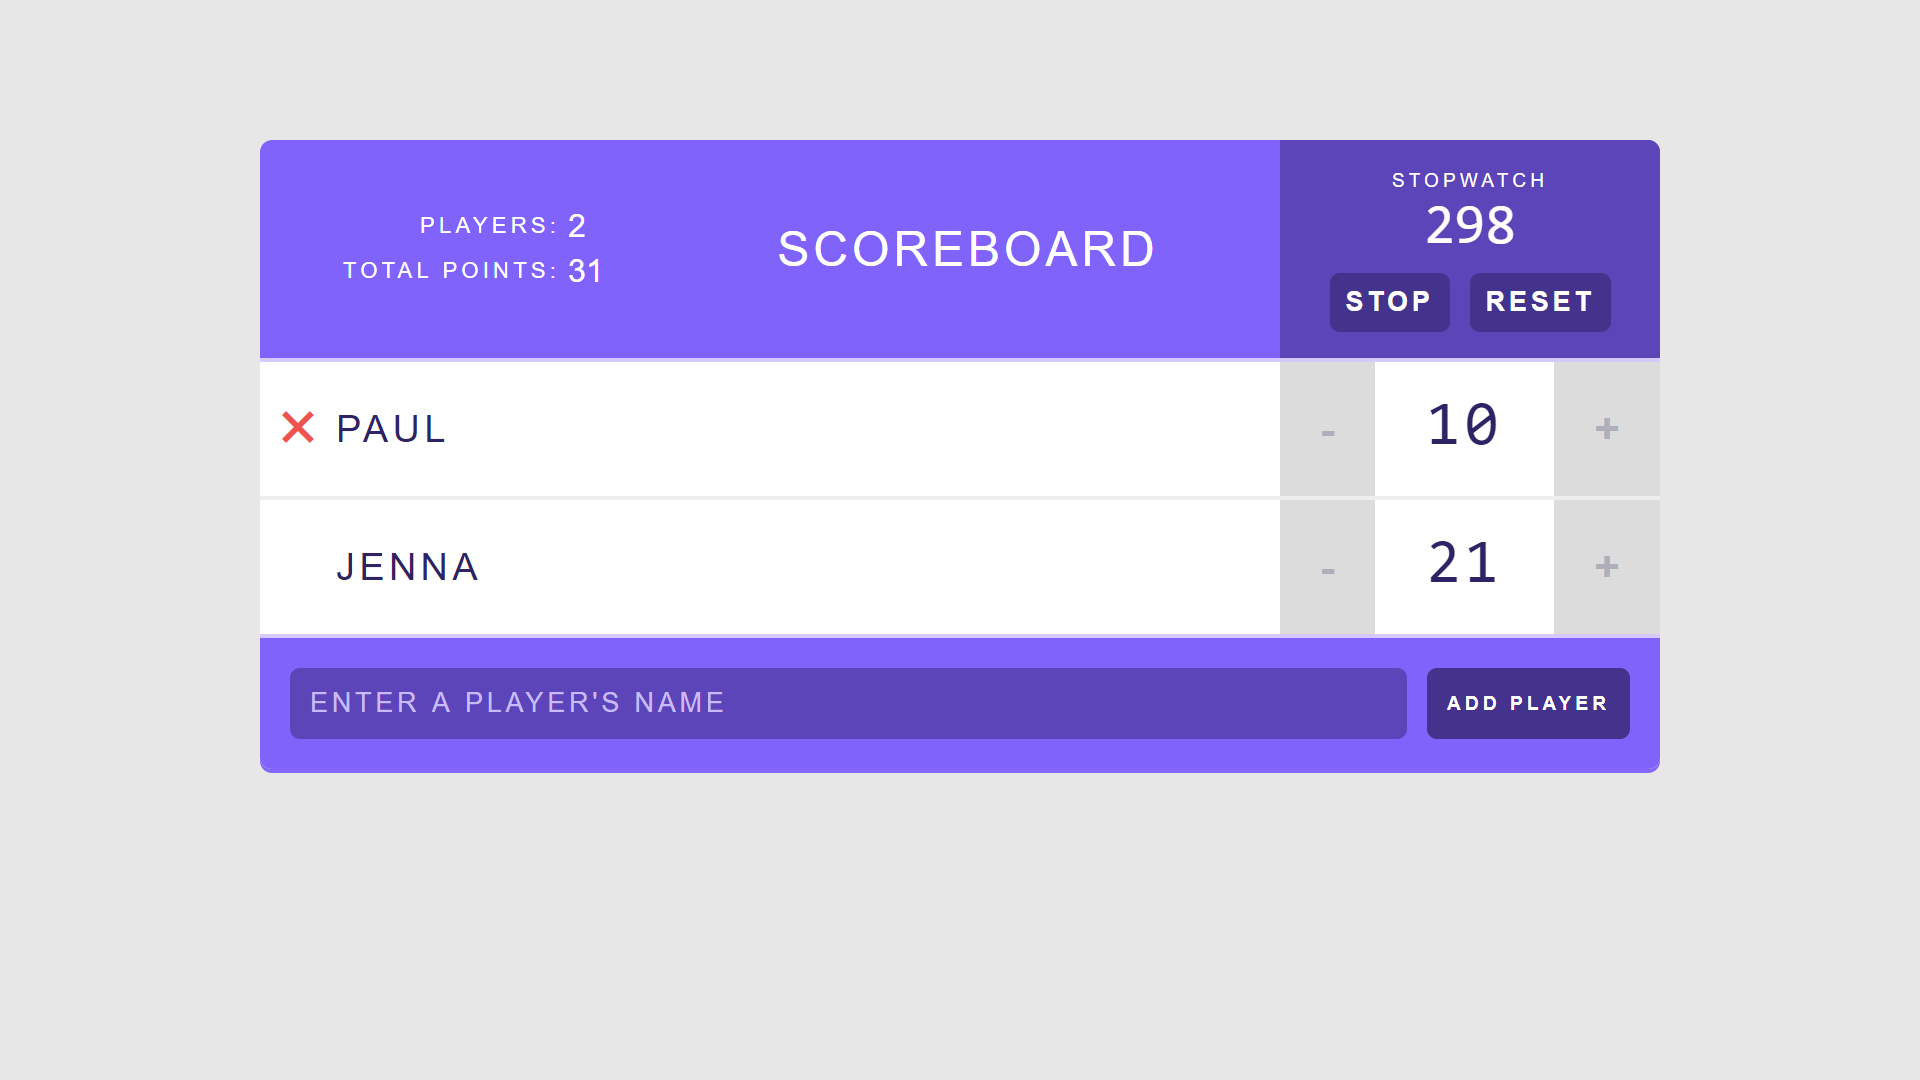 PLAYERS: 2
TOTAL POINTS: 31
SCOREBOARD
STOPWATCH
298
STOP RESET
✕ PAUL - 10 +
JENNA - 21 +
ENTER A PLAYER'S NAME ADD PLAYER